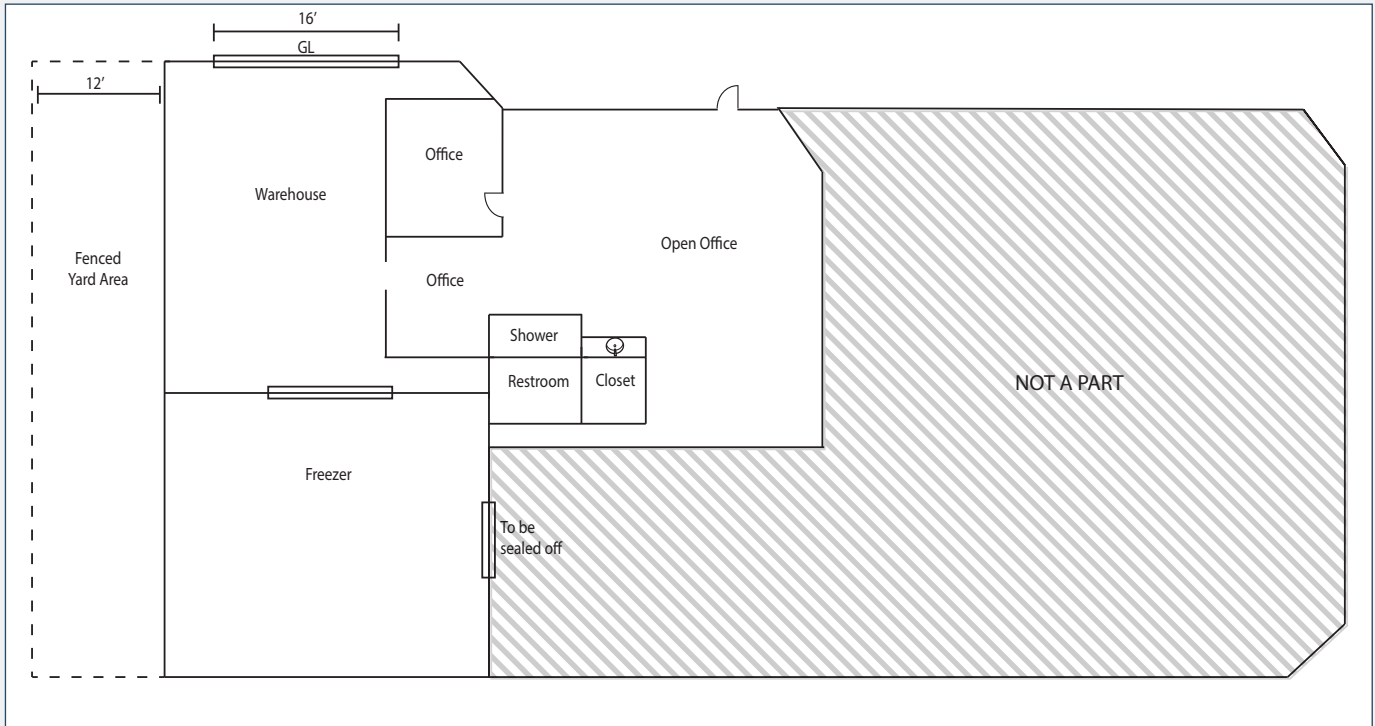 16’
GL
12’
Office
Warehouse
Open Office
Fenced
Yard Area
Office
Shower
Restroom
Closet
NOT A PART
Freezer
To be
sealed off